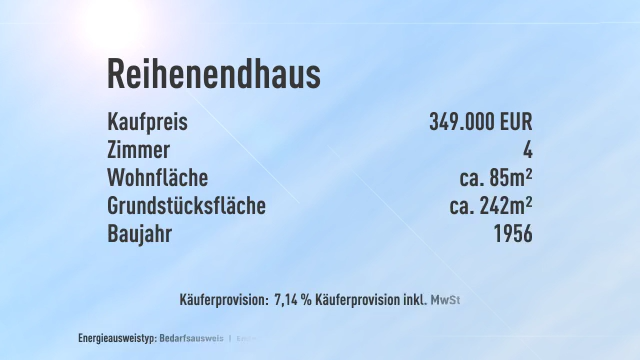 Reihenendhaus
Kaufpreis 349.000 EUR
Zimmer 4
Wohnfläche ca. 85m²
Grundstücksfläche ca. 242m²
Baujahr 1956
Käuferprovision: 7,14 % Käuferprovision inkl. MwSt
Energieausweistyp: Bedarfsausweis |